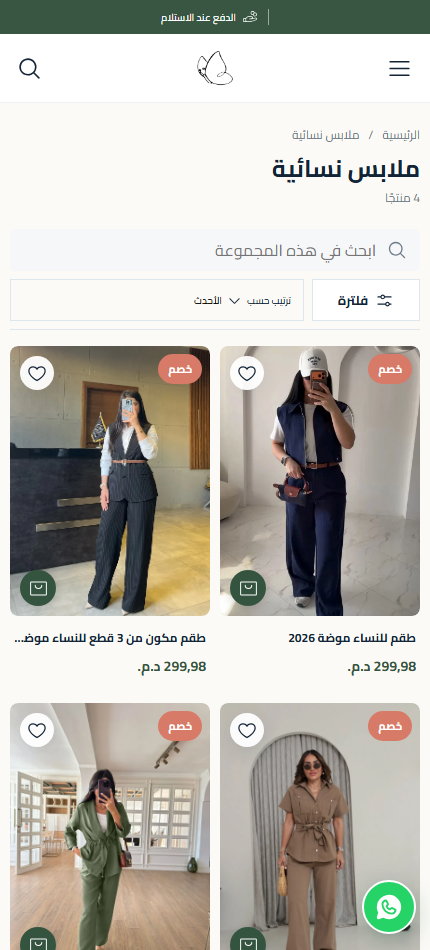 الدفع عند الاستلام
الرئيسية / ملابس نسائية
ملابس نسائية
4 منتجًا
ابحث في هذه المجموعة
فلترة
ترتيب حسب الأحدث
خصم
خصم
طقم للنساء موضة 2026
299,98 د.م.
طقم مكون من 3 قطع للنساء موضـ...
299,98 د.م.
خصم
خصم